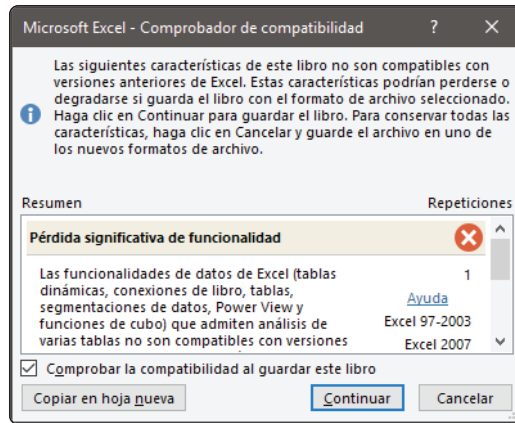 Microsoft Excel - Comprobador de compatibilidad ? ×
Las siguientes características de este libro no son compatibles con
versiones anteriores de Excel. Estas características podrían perderse o
degradarse si guarda el libro con el formato de archivo seleccionado.
Haga clic en Continuar para guardar el libro. Para conservar todas las
características, haga clic en Cancelar y guarde el archivo en uno de
los nuevos formatos de archivo.
Resumen Repeticiones
Pérdida significativa de funcionalidad
Las funcionalidades de datos de Excel (tablas 1
dinámicas, conexiones de libro, tablas, Ayuda
segmentaciones de datos, Power View y Excel 97-2003
funciones de cubo) que admiten análisis de
varias tablas no son compatibles con versiones Excel 2007
Comprobar la compatibilidad al guardar este libro
Copiar en hoja nueva Continuar Cancelar